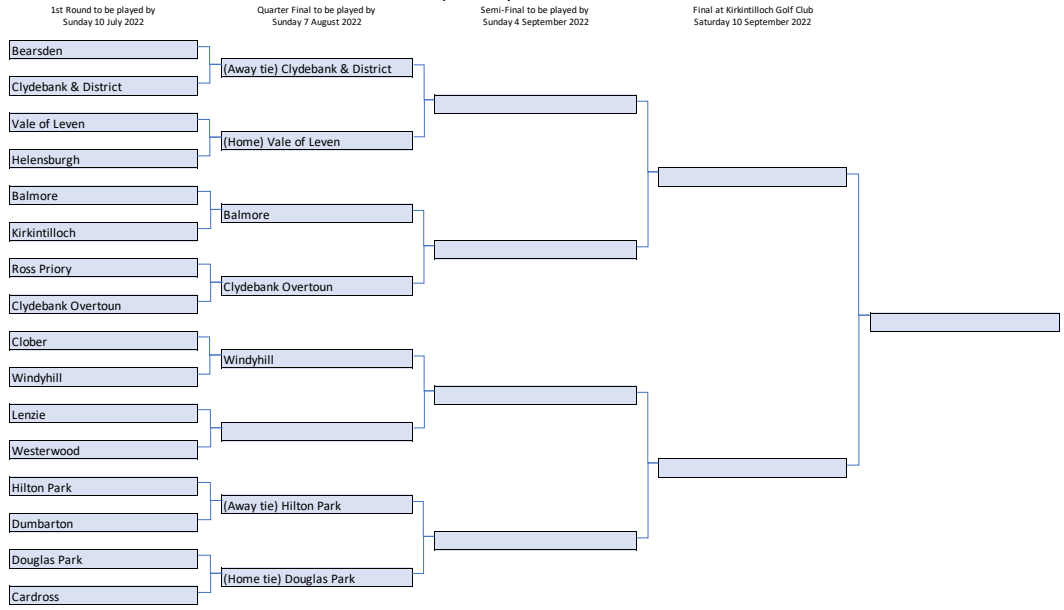 1st Round to be played by
Sunday 10 July 2022
Quarter Final to be played by
Sunday 7 August 2022
Semi-Final to be played by
Sunday 4 September 2022
Final at Kirkintilloch Golf Club
Saturday 10 September 2022
Bearsden
Clydebank & District
Vale of Leven
Helensburgh
Balmore
Kirkintilloch
Ross Priory
Clydebank Overtoun
Clober
Windyhill
Lenzie
Westerwood
Hilton Park
Dumbarton
Douglas Park
Cardross
(Away tie) Clydebank & District
(Home) Vale of Leven
Balmore
Clydebank Overtoun
Windyhill
(Away tie) Hilton Park
(Home tie) Douglas Park